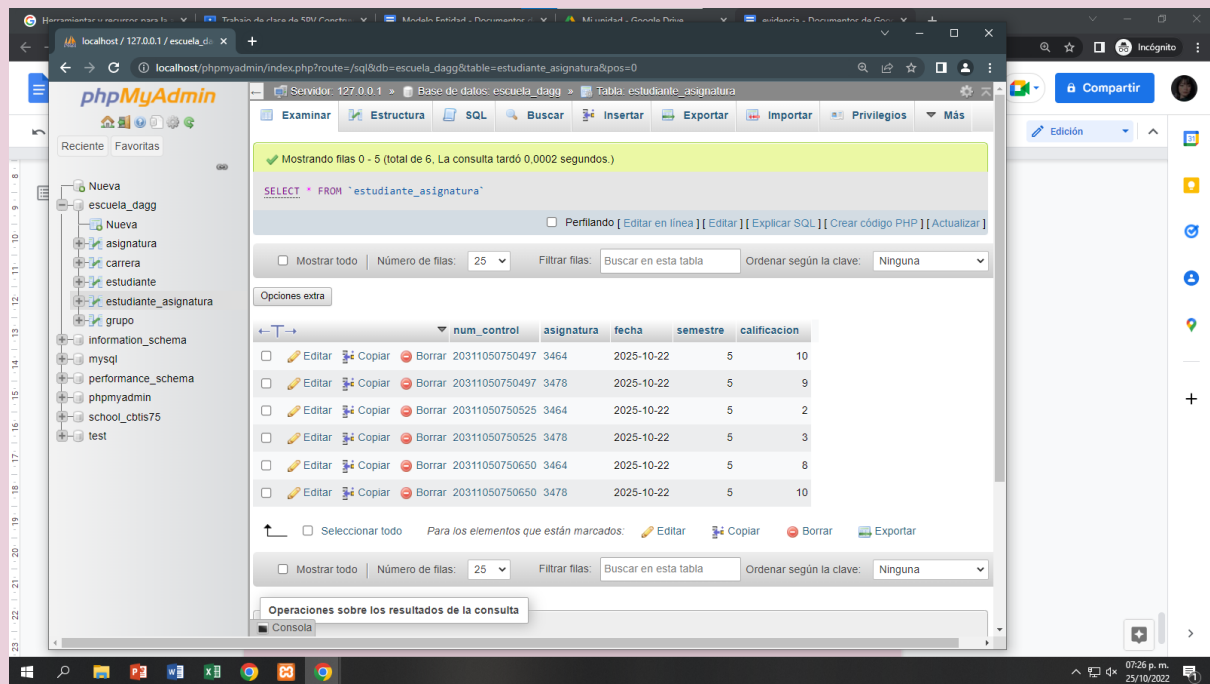 Herramientas y recursos para la
Trabajo de clase de 5PV Constru
Modelo Entidad - Documentos d
Mi unidad - Google Drive
evidencia - Documentos de Goo
Incógnito
Compartir
Edición
localhost / 127.0.0.1 / escuela_da
localhost/phpmyadmin/index.php?route=/sql&db=escuela_dagg&table=estudiante_asignatura&pos=0
phpMyAdmin
Reciente Favoritas
Nueva
escuela_dagg
Nueva
asignatura
carrera
estudiante
estudiante_asignatura
grupo
information_schema
mysql
performance_schema
phpmyadmin
school_cbtis75
test
Servidor: 127.0.0.1 » Base de datos: escuela_dagg » Tabla: estudiante_asignatura
Examinar Estructura SQL Buscar Insertar Exportar Importar Privilegios Más
Mostrando filas 0 - 5 (total de 6, La consulta tardó 0,0002 segundos.)
SELECT * FROM `estudiante_asignatura`
Perfilando [ Editar en línea ] [ Editar ] [ Explicar SQL ] [ Crear código PHP ] [ Actualizar ]
Mostrar todo | Número de filas: 25 Filtrar filas: Buscar en esta tabla Ordenar según la clave: Ninguna
Opciones extra
←T→ num_control asignatura fecha semestre calificacion
Editar Copiar Borrar 20311050750497 3464 2025-10-22 5 10
Editar Copiar Borrar 20311050750497 3478 2025-10-22 5 9
Editar Copiar Borrar 20311050750525 3464 2025-10-22 5 2
Editar Copiar Borrar 20311050750525 3478 2025-10-22 5 3
Editar Copiar Borrar 20311050750650 3464 2025-10-22 5 8
Editar Copiar Borrar 20311050750650 3478 2025-10-22 5 10
Seleccionar todo Para los elementos que están marcados: Editar Copiar Borrar Exportar
Mostrar todo | Número de filas: 25 Filtrar filas: Buscar en esta tabla Ordenar según la clave: Ninguna
Operaciones sobre los resultados de la consulta
Consola
07:26 p. m.
25/10/2022